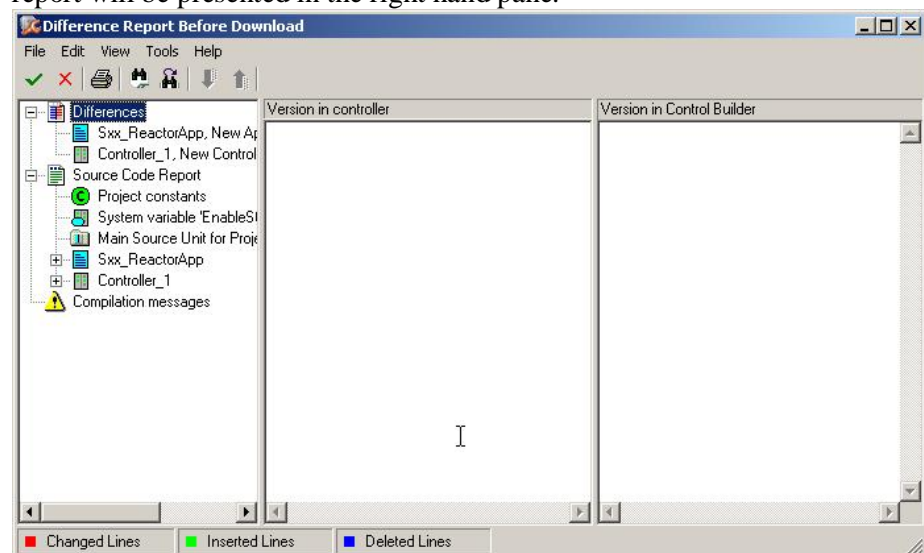 report will be presented in the right hand pane.
Difference Report Before Download
File Edit View Tools Help
Differences
Sxx_ReactorApp, New Ap
Controller_1, New Control
Source Code Report
Project constants
System variable 'EnableSt
Main Source Unit for Proje
Sxx_ReactorApp
Controller_1
Compilation messages
Version in controller
Version in Control Builder
Changed Lines
Inserted Lines
Deleted Lines